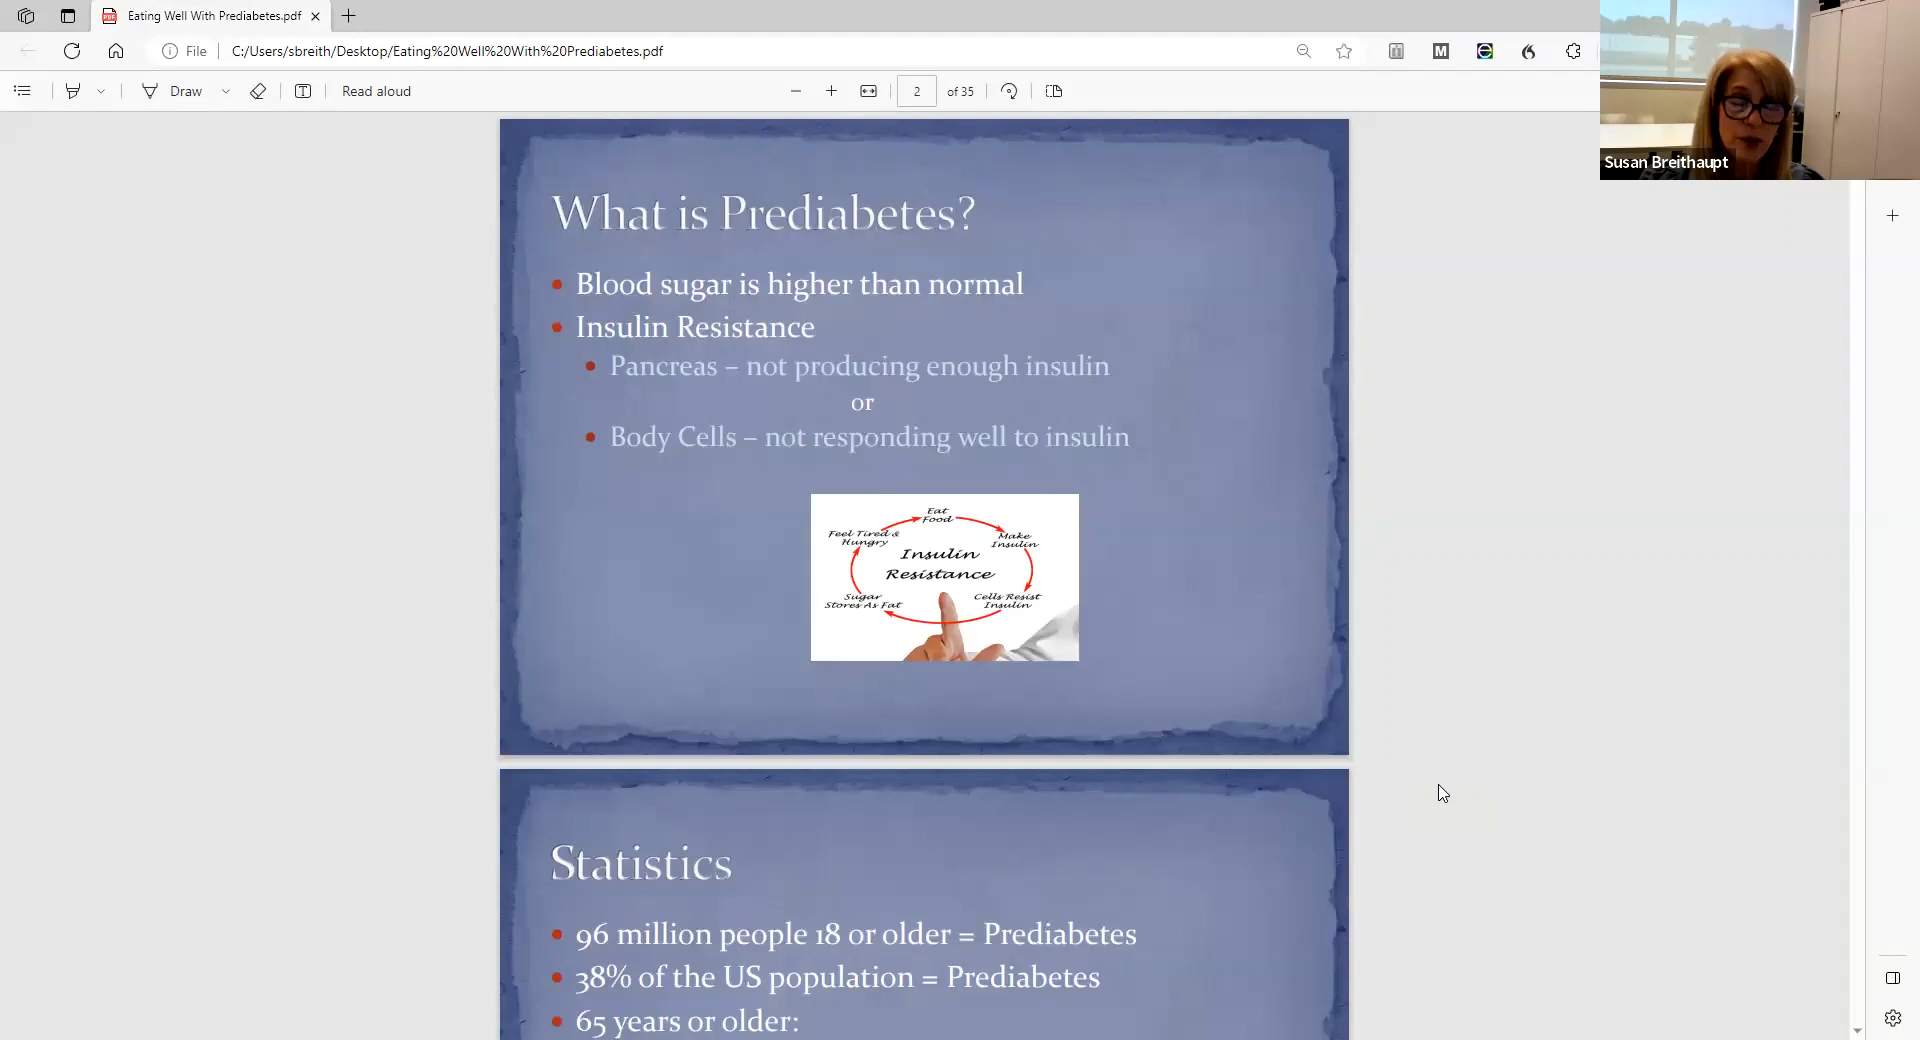 Eating Well With Prediabetes.pdf
File
C:/Users/sbreith/Desktop/Eating%20Well%20With%20Prediabetes.pdf
M
Draw
Read aloud
2
of 35
Susan Breithaupt
What is Prediabetes?
Blood sugar is higher than normal
Insulin Resistance
Pancreas – not producing enough insulin
or
Body Cells – not responding well to insulin
Eat
Food
Make
Insulin
Cells Resist
Insulin
Sugar
Stores As Fat
Feel Tired &
Hungry
Insulin
Resistance
Statistics
96 million people 18 or older = Prediabetes
38% of the US population = Prediabetes
65 years or older: